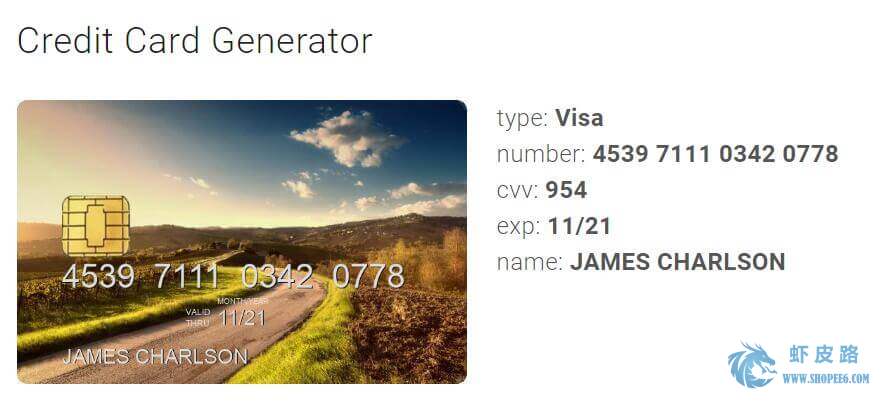 Credit Card Generator
4539 7111 0342 0778
MONTH/YEAR
VALID
THRU
11/21
JAMES CHARLSON
type: Visa
number: 4539 7111 0342 0778
cvv: 954
exp: 11/21
name: JAMES CHARLSON
虾皮路
WWW.SHOPEE6.COM